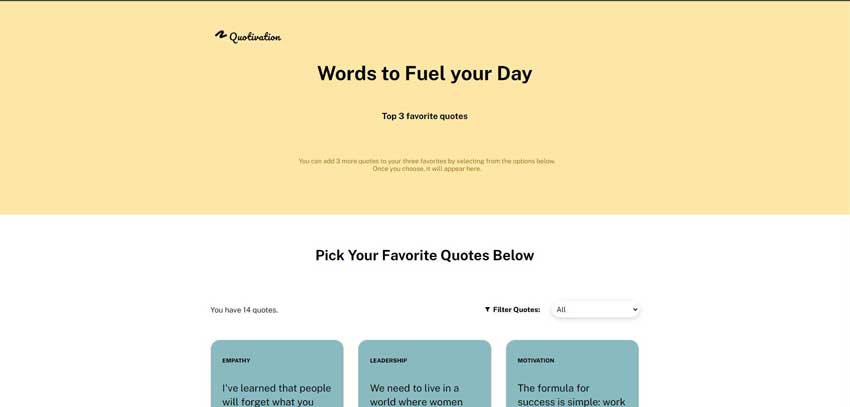 Quotivation
Words to Fuel your Day
Top 3 favorite quotes
You can add 3 more quotes to your three favorites by selecting from the options below.
Once you choose, it will appear here.
Pick Your Favorite Quotes Below
You have 14 quotes.
Filter Quotes: All
EMPATHY
I've learned that people
will forget what you
LEADERSHIP
We need to live in a
world where women
MOTIVATION
The formula for
success is simple: work